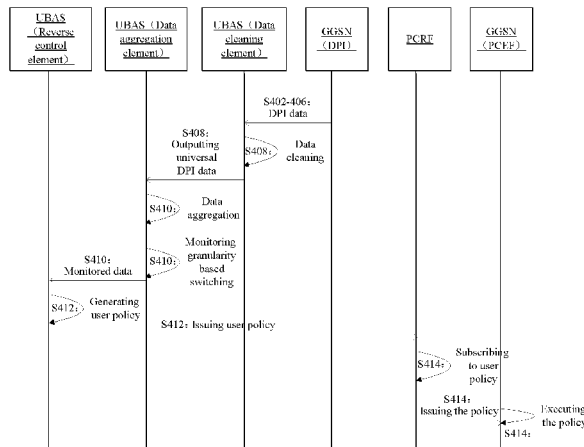 UBAS
（Reverse
control
element）
UBAS（Data
aggregation
element）
UBAS（Data
cleaning
element）
GGSN
（DPI）
PCRF
GGSN
（PCEF）
S402-406：
DPI data
S408：
Outputting
universal
DPI data
S408：
Data
cleaning
S410：
Data
aggregation
S410：
Monitoring
granularity
based
switching
S410：
Monitored data
S412：
Generating
user policy
S412：Issuing user policy
S414：
Subscribing
to user
policy
S414：
Issuing the policy
Executing
the policy
S414：